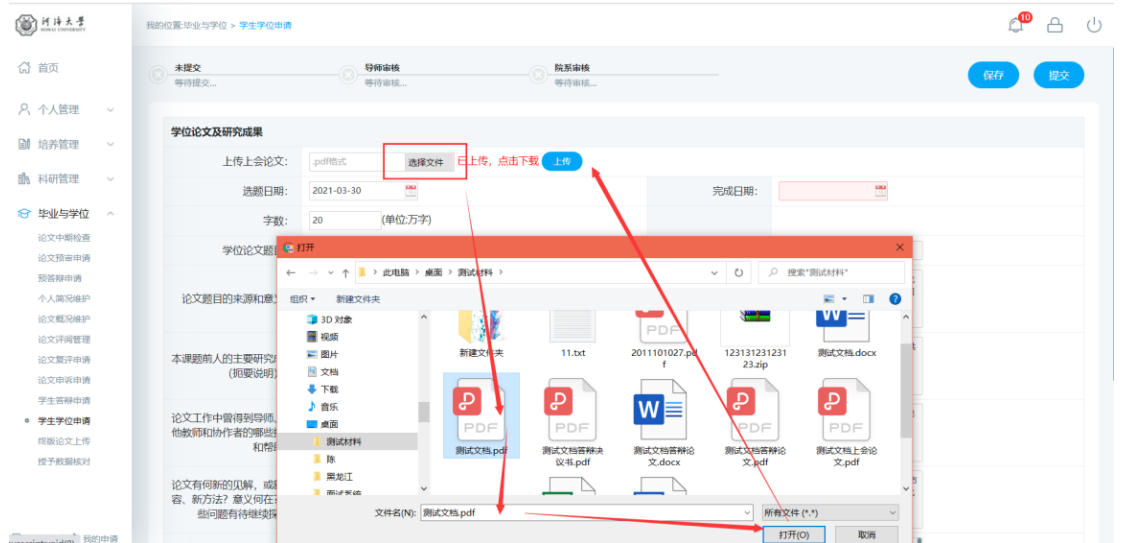 河海大学
HOHAI UNIVERSITY
我的位置:毕业与学位 > 学生学位申请
10
首页
个人管理
培养管理
科研管理
毕业与学位
论文中期检查
论文预审申请
预答辩申请
个人简况维护
论文概况维护
论文评阅管理
论文复评申请
论文申诉申请
学生答辩申请
学生学位申请
终版论文上传
授予数据核对
我的申请
未提交
等待提交...
导师审核
等待审核...
院系审核
等待审核...
保存
提交
学位论文及研究成果
上传上会论文:
.pdf格式
选择文件
已上传，点击下载
上传
选题日期:
2021-03-30
完成日期:
字数:
20
(单位:万字)
学位论文题
论文题目的来源和意
本课题前人的主要研究
(扼要说明)
论文工作中曾得到导师、
他教师和协作者的哪些
和帮
论文有何新的见解，或
容、新方法？意义何在？
些问题有待继续探
打开
此电脑 > 桌面 > 测试材料 >
搜索"测试材料"
组织
新建文件夹
3D 对象
视频
图片
文档
下载
音乐
桌面
测试材料
陈
黑龙江
面试系统
新建文件夹
11.txt
PDF
2011101027.pd
f
123131231231
23.zip
W
测试文档.docx
PDF
测试文档.pdf
PDF
测试文档答辩决
议书.pdf
W
测试文档答辩论
文.docx
PDF
测试文档答辩论
文.pdf
PDF
测试文档上会论
文.pdf
文件名(N):
测试文档.pdf
所有文件 (*.*)
打开(O)
取消